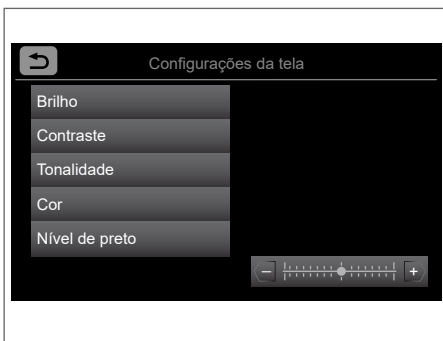 Configurações da tela
Brilho
Contraste
Tonalidade
Cor
Nível de preto
− +